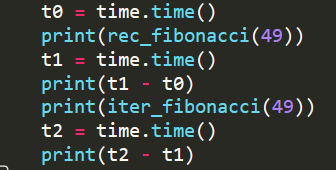 t0 = time.time()
print(rec_fibonacci(49))
t1 = time.time()
print(t1 - t0)
print(iter_fibonacci(49))
t2 = time.time()
print(t2 - t1)